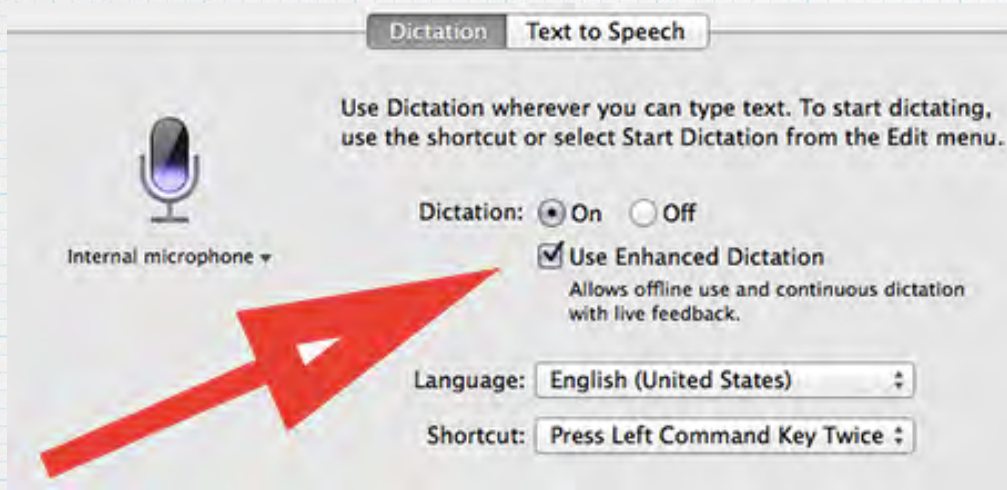 Dictation Text to Speech
Use Dictation wherever you can type text. To start dictating,
use the shortcut or select Start Dictation from the Edit menu.
Dictation: On Off
Internal microphone
Use Enhanced Dictation
Allows offline use and continuous dictation
with live feedback.
Language: English (United States)
Shortcut: Press Left Command Key Twice